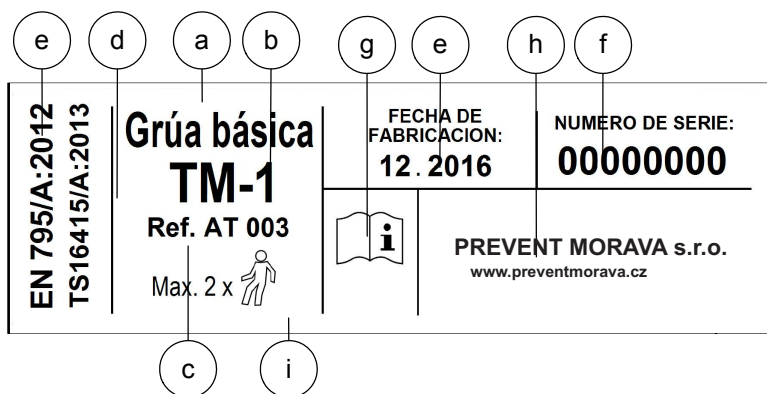 e
d
a
b
g
e
h
f
EN 795/A:2012
TS16415/A:2013
Grúa básica
TM-1
Ref. AT 003
Max. 2 x
FECHA DE
FABRICACION:
12.2016
NUMERO DE SERIE:
00000000
i
PREVENT MORAVA s.r.o.
www.preventmorava.cz
c
i